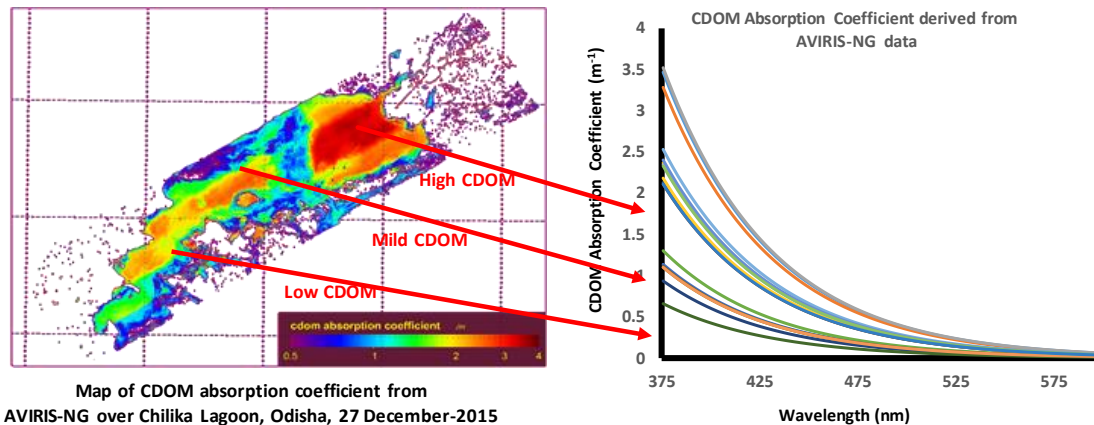 High CDOM
Mild CDOM
Low CDOM
cdom absorption coefficient /m
0.5 1 2 3 4
Map of CDOM absorption coefficient from
AVIRIS-NG over Chilika Lagoon, Odisha, 27 December-2015
CDOM Absorption Coefficient derived from
AVIRIS-NG data
CDOM Absorption Coefficient (m⁻¹)
4
3.5
3
2.5
2
1.5
1
0.5
0
375 425 475 525 575
Wavelength (nm)